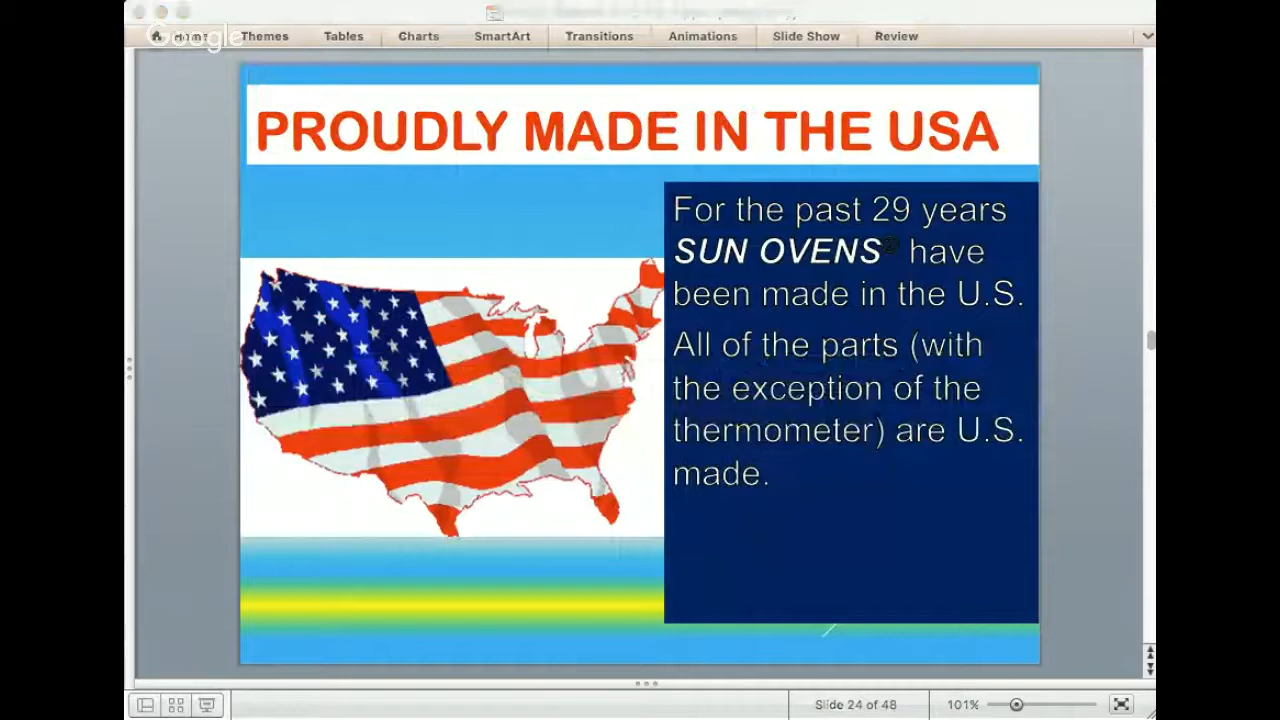 Google
Home Themes Tables Charts SmartArt Transitions Animations Slide Show Review
PROUDLY MADE IN THE USA
For the past 29 years
SUN OVENS® have
been made in the U.S.
All of the parts (with
the exception of the
thermometer) are U.S.
made.
Slide 24 of 48
101%